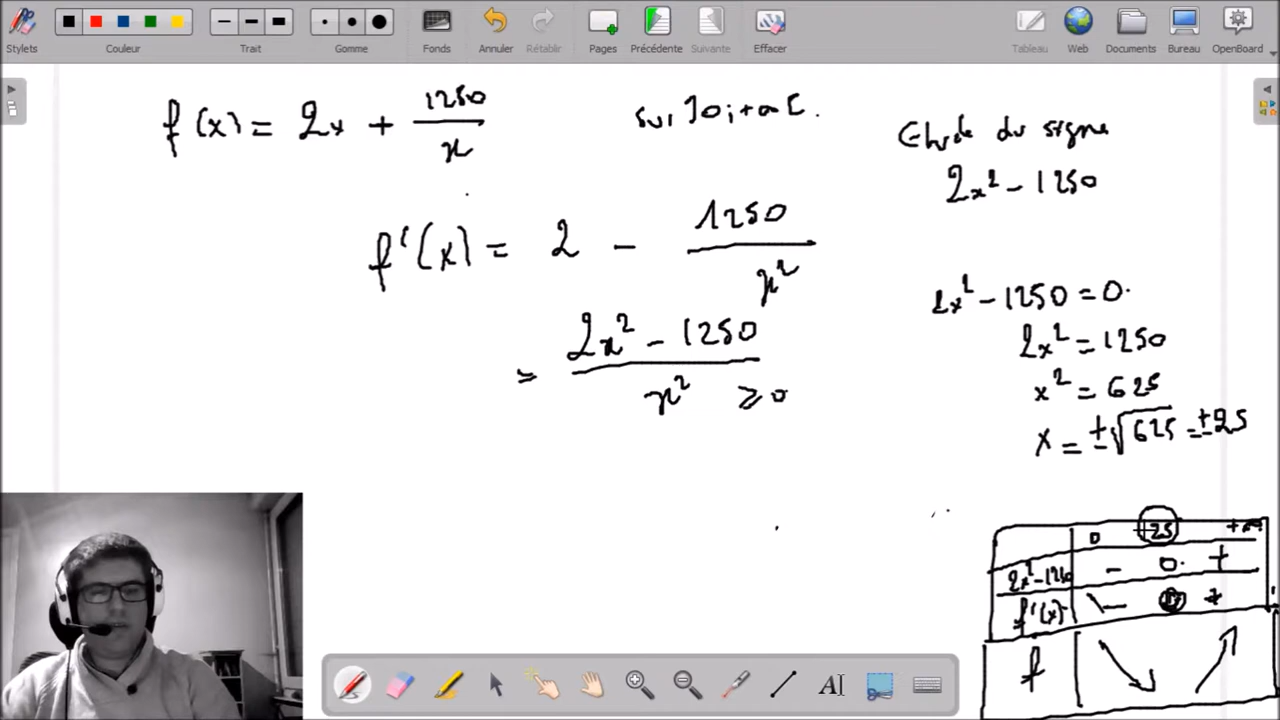 Stylets Couleur Trait Gomme Fonds Annuler Rétablir Pages Précédente Suivante Effacer Tableau Web Documents Bureau OpenBoard
f(x) = 2x + 1250/x sur ]0;+∞[.
Etude du signe
2x² - 1250
f'(x) = 2 - 1250/x²
= 2x² - 1250/x² ≥ 0
2x² - 1250 = 0.
2x² = 1250
x² = 625
x = ±√625 = ±25
0 +25 +∞
2x²-1250 - 0 +
f'(x) - +
f